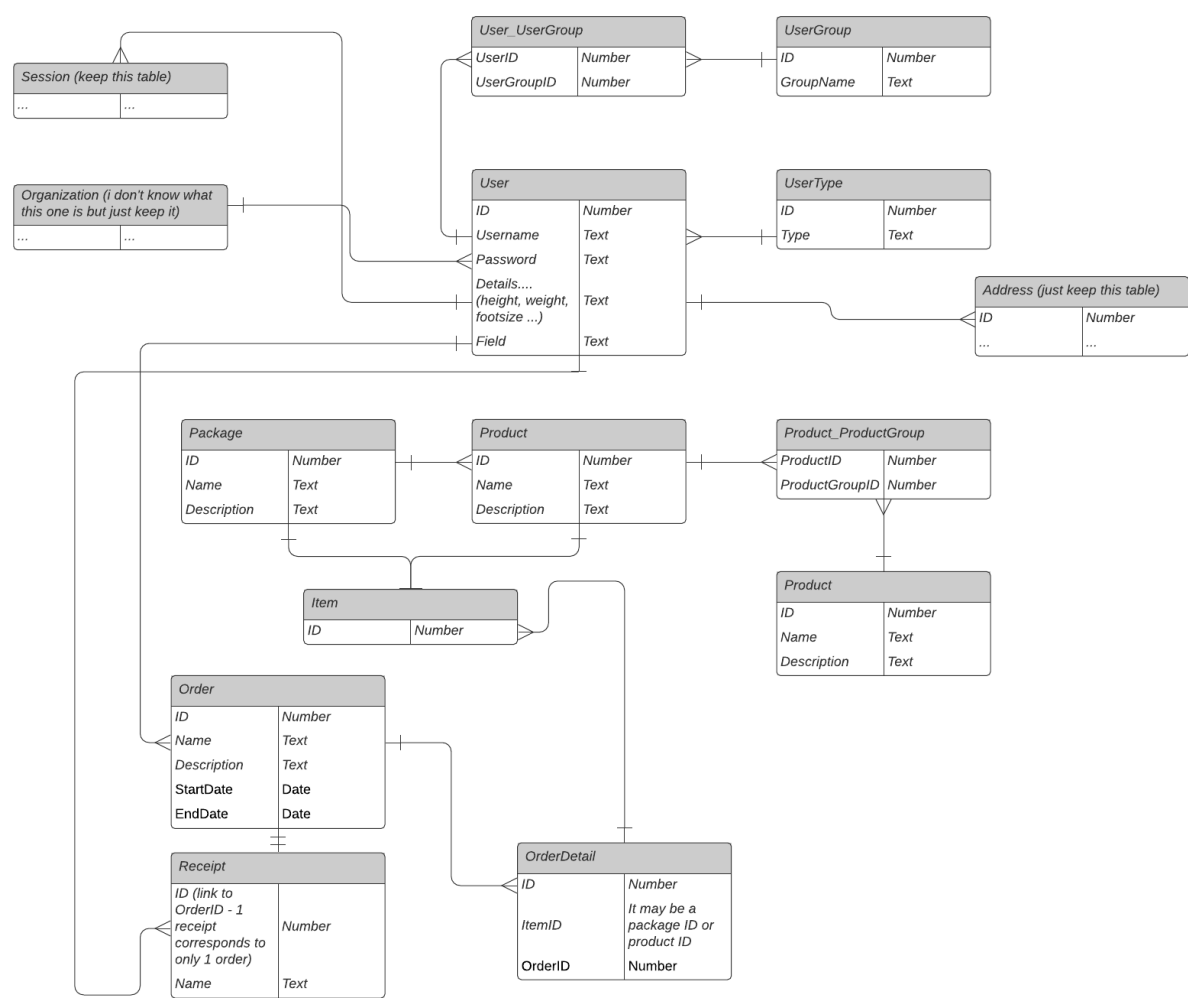 User_UserGroup
UserID Number
UserGroupID Number
UserGroup
ID Number
GroupName Text
Session (keep this table)
... ...
Organization (i don't know what
this one is but just keep it)
... ...
User
ID Number
Username Text
Password Text
Details....
(height, weight, Text
footsize ...)
Field Text
UserType
ID Number
Type Text
Address (just keep this table)
ID Number
... ...
Package
ID Number
Name Text
Description Text
Product
ID Number
Name Text
Description Text
Product_ProductGroup
ProductID Number
ProductGroupID Number
Item
ID Number
Product
ID Number
Name Text
Description Text
Order
ID Number
Name Text
Description Text
StartDate Date
EndDate Date
Receipt
ID (link to
OrderID - 1
receipt Number
corresponds to
only 1 order)
Name Text
OrderDetail
ID Number
It may be a
ItemID package ID or
product ID
OrderID Number